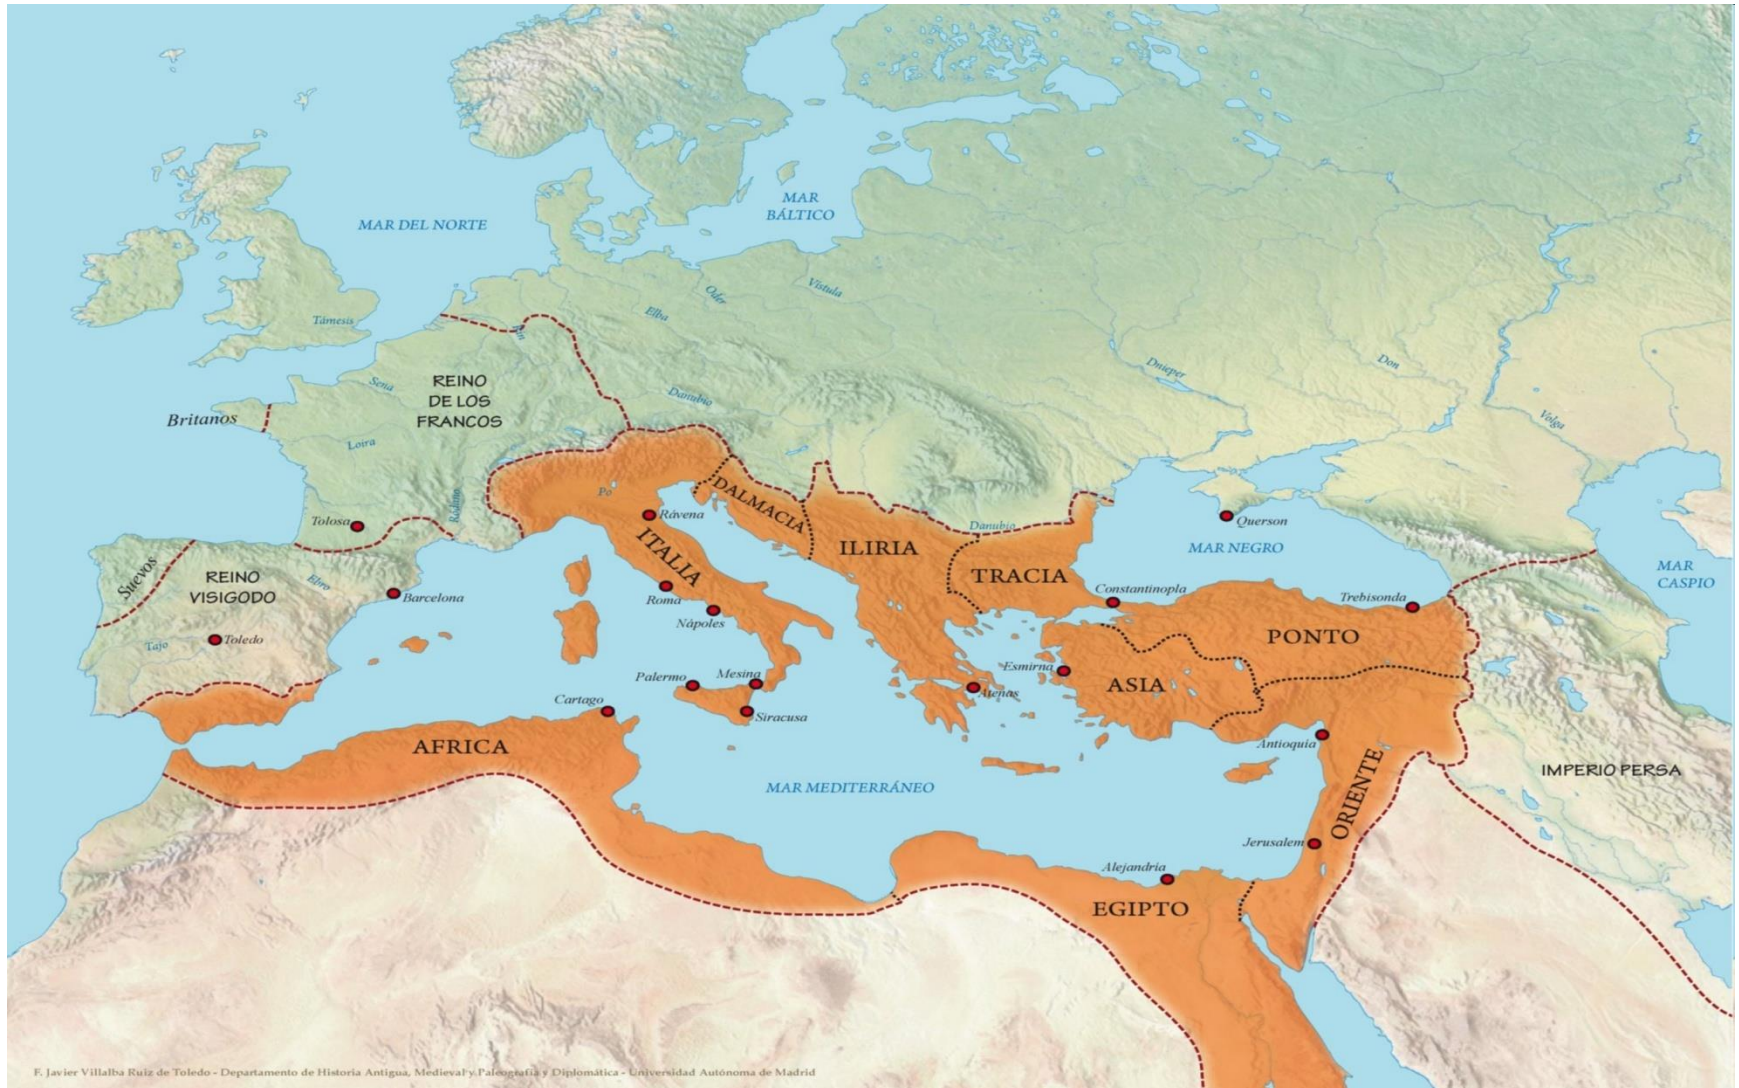 MAR
BÁLTICO
MAR DEL NORTE
Támesis
Rin
Elba
Oder
Vístula
Sena
REINO
DE LOS
FRANCOS
Danubio
Dnieper
Don
Volga
Britanos
Loira
Ródano
Po
DALMACIA
Tolosa
Rávena
Danubio
Querson
ILIRIA
MAR NEGRO
ITALIA
TRACIA
MAR
CASPIO
Suevos
REINO
VISIGODO
Ebro
Barcelona
Roma
Nápoles
Constantinopla
Trebisonda
Tajo
Toledo
PONTO
Palermo
Mesina
Esmirna
ASIA
Atenas
Cartago
Siracusa
AFRICA
Antioquía
IMPERIO PERSA
MAR MEDITERRÁNEO
ORIENTE
Jerusalem
Alejandría
EGIPTO
F. Javier Villalba Ruiz de Toledo - Departamento de Historia Antigua, Medieval y Paleografía y Diplomática - Universidad Autónoma de Madrid